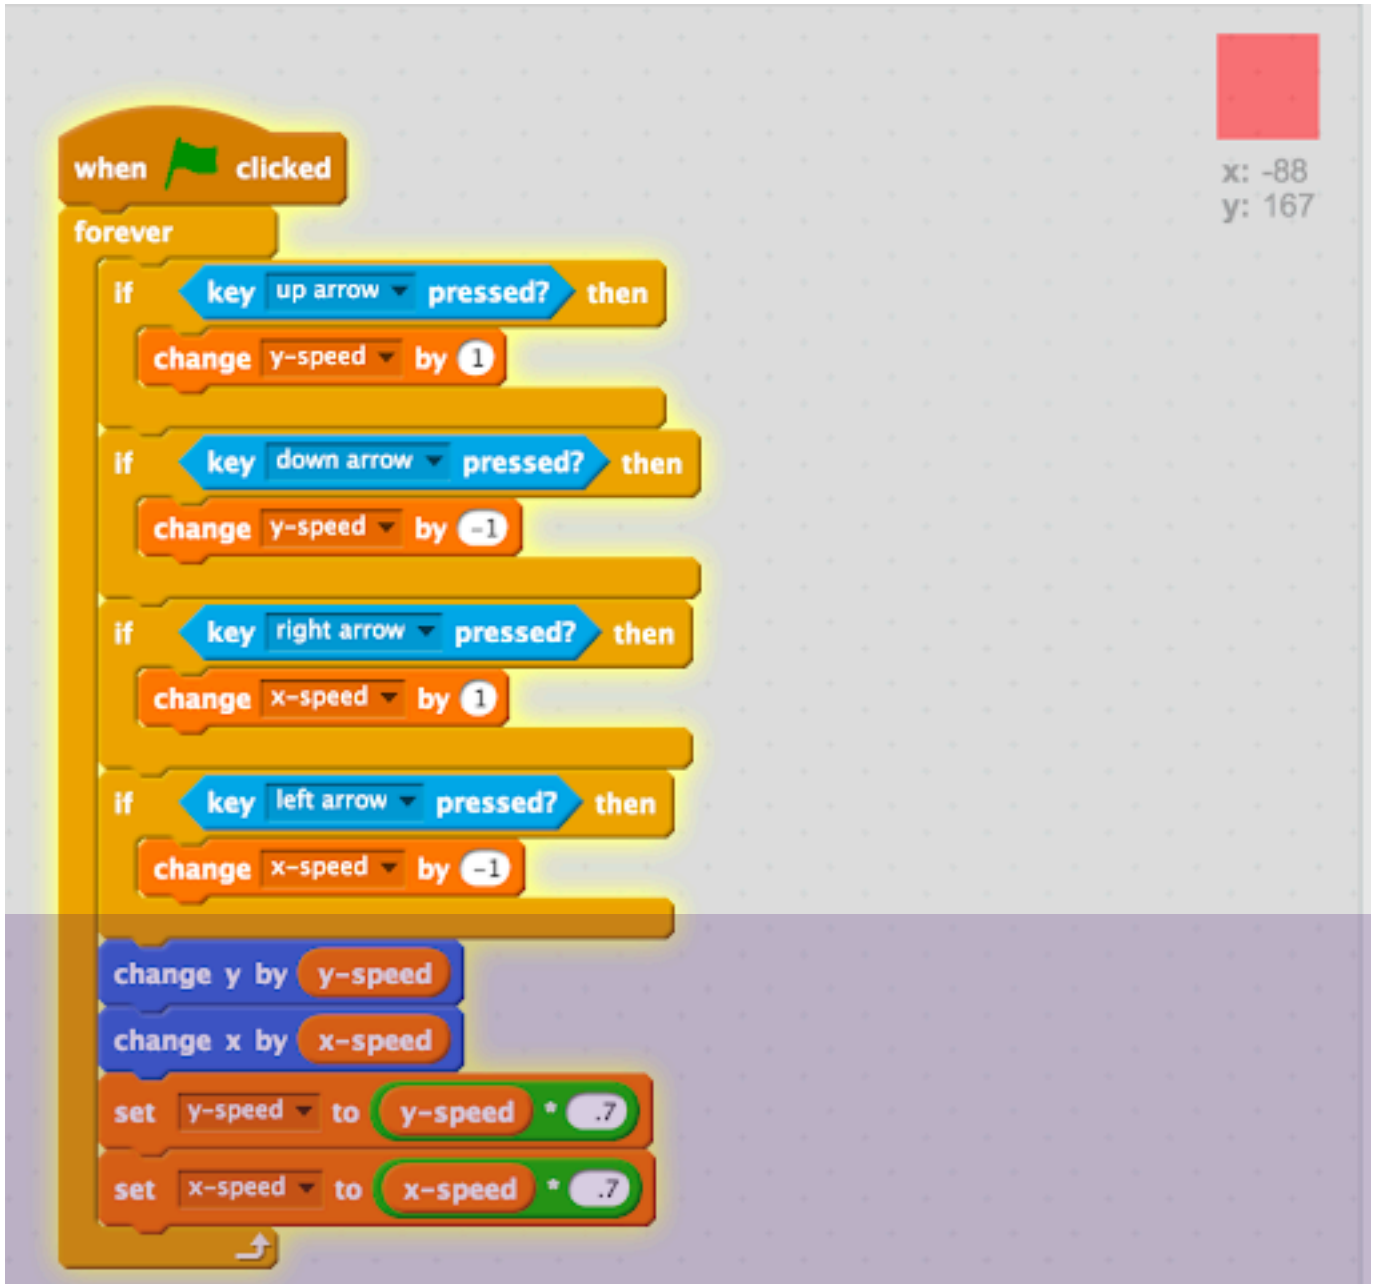 when clicked
x: -88
y: 167
forever
if key up arrow pressed? then
change y-speed by 1
if key down arrow pressed? then
change y-speed by -1
if key right arrow pressed? then
change x-speed by 1
if key left arrow pressed? then
change x-speed by -1
change y by y-speed
change x by x-speed
set y-speed to y-speed * .7
set x-speed to x-speed * .7